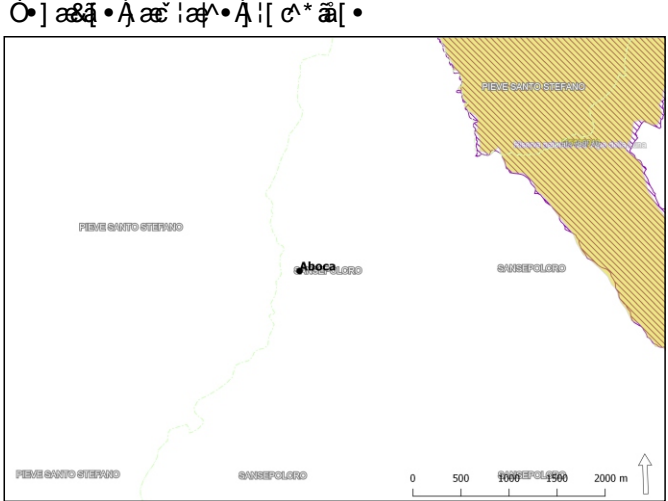 PIEVE SANTO STEFANO
PIEVE SANTO STEFANO
Aboca
SANSEPOLCRO
SANSEPOLCRO
PIEVE SANTO STEFANO
SANSEPOLCRO
SANSEPOLCRO
0 500 1000 1500 2000 m